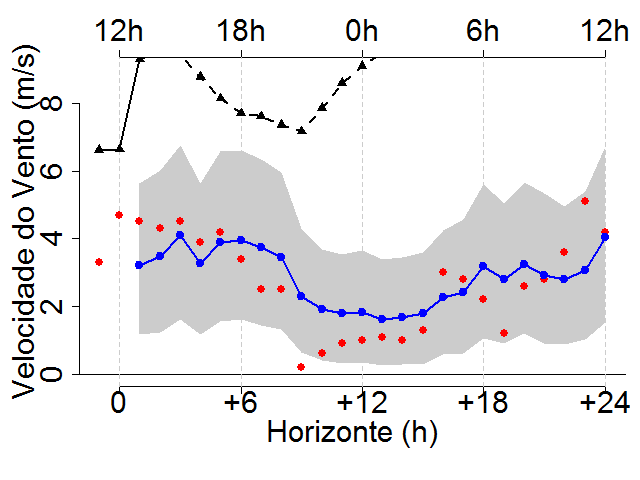 12h 18h 0h 6h 12h
Velocidade do Vento (m/s)
8
6
4
2
0
0 +6 +12 +18 +24
Horizonte (h)